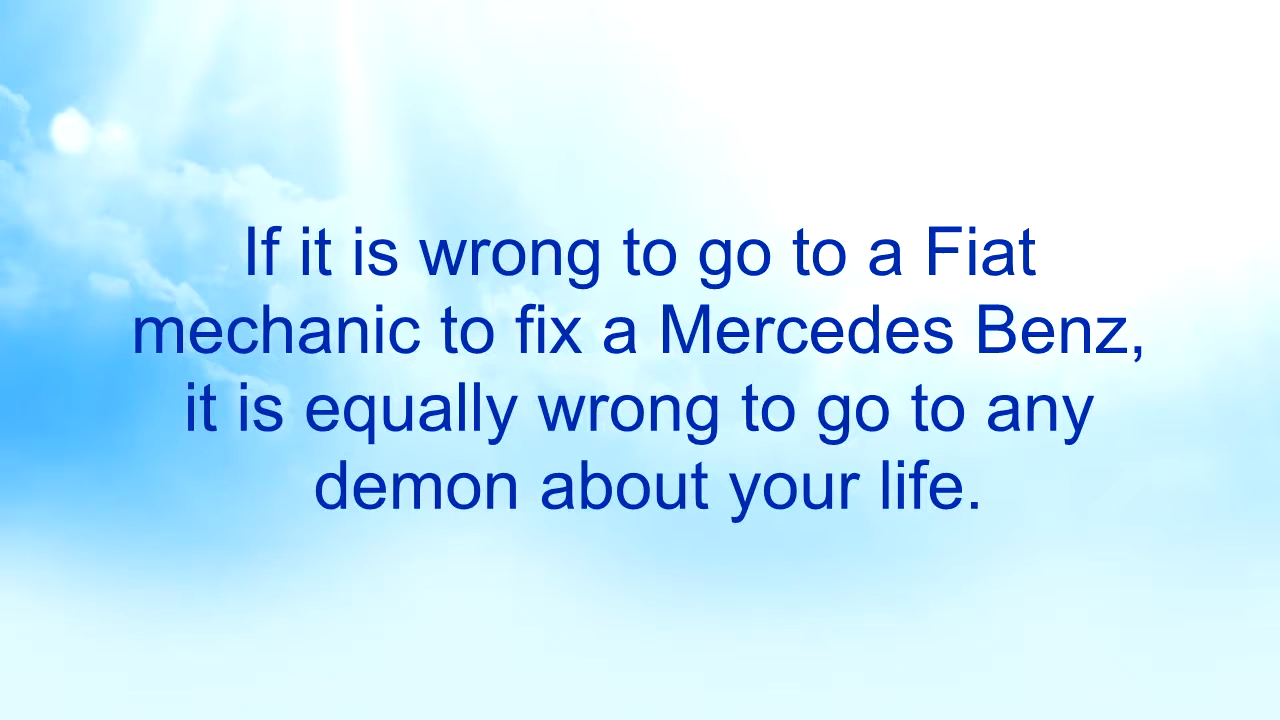 If it is wrong to go to a Fiat
mechanic to fix a Mercedes Benz,
it is equally wrong to go to any
demon about your life.